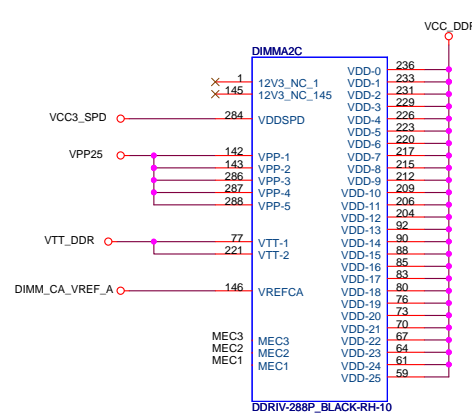 VCC_DDR
DIMMA2C
1 12V3_NC_1
145 12V3_NC_145
VCC3_SPD 284 VDDSPD
VPP25 142 VPP-1
143 VPP-2
286 VPP-3
287 VPP-4
288 VPP-5
VTT_DDR 77 VTT-1
221 VTT-2
DIMM_CA_VREF_A 146 VREFCA
MEC3 MEC3
MEC2 MEC2
MEC1 MEC1
VDD-0 236
VDD-1 233
VDD-2 231
VDD-3 229
VDD-4 226
VDD-5 223
VDD-6 220
VDD-7 217
VDD-8 215
VDD-9 212
VDD-10 209
VDD-11 206
VDD-12 204
VDD-13 92
VDD-14 90
VDD-15 88
VDD-16 85
VDD-17 83
VDD-18 80
VDD-19 76
VDD-20 73
VDD-21 70
VDD-22 67
VDD-23 64
VDD-24 61
VDD-25 59
DDRIV-288P_BLACK-RH-10